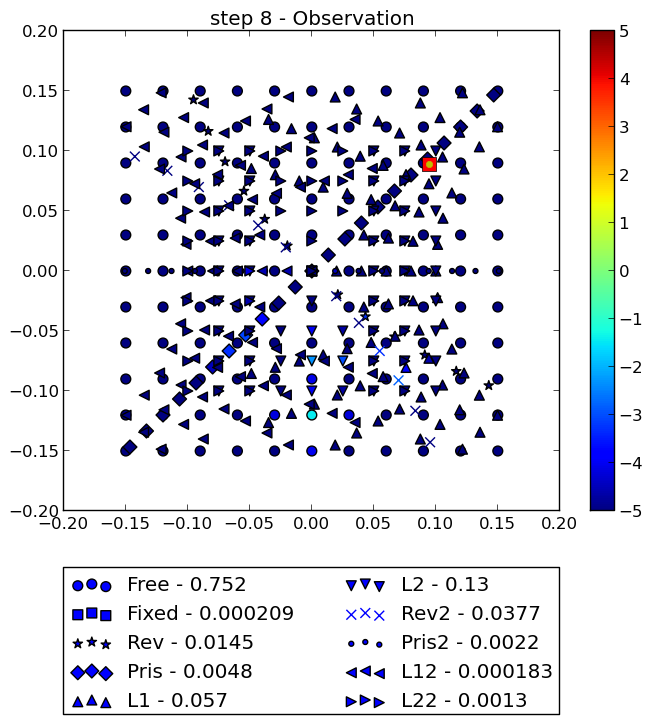 step 8 - Observation
0.20
0.15
0.10
0.05
0.00
−0.05
−0.10
−0.15
−0.20
−0.20 −0.15 −0.10 −0.05 0.00 0.05 0.10 0.15 0.20
5
4
3
2
1
0
−1
−2
−3
−4
−5
Free - 0.752
Fixed - 0.000209
Rev - 0.0145
Pris - 0.0048
L1 - 0.057
L2 - 0.13
Rev2 - 0.0377
Pris2 - 0.0022
L12 - 0.000183
L22 - 0.0013